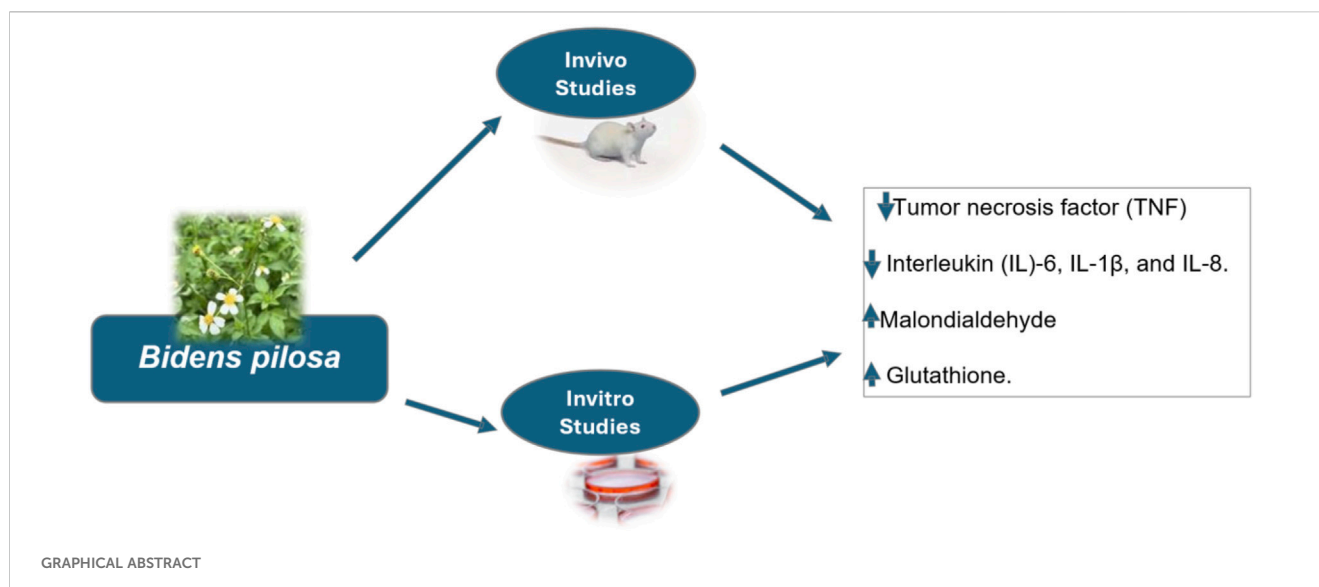 Invivo
Studies
Bidens pilosa
Invitro
Studies
Tumor necrosis factor (TNF)
Interleukin (IL)-6, IL-1β, and IL-8.
Malondialdehyde
Glutathione.
GRAPHICAL ABSTRACT